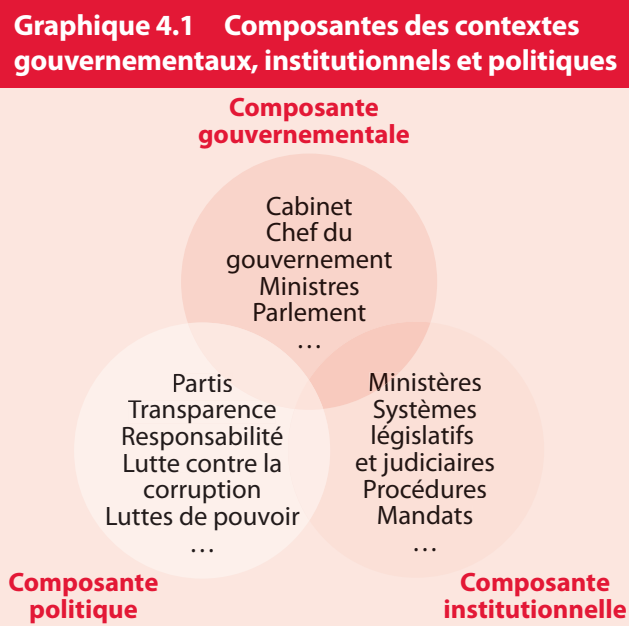 Graphique 4.1 Composantes des contextes
gouvernementaux, institutionnels et politiques
Composante
gouvernementale
Cabinet
Chef du
gouvernement
Ministres
Parlement
…
Partis
Transparence
Responsabilité
Lutte contre la
corruption
Luttes de pouvoir
…
Ministères
Systèmes
législatifs
et judiciaires
Procédures
Mandats
…
Composante
politique
Composante
institutionnelle